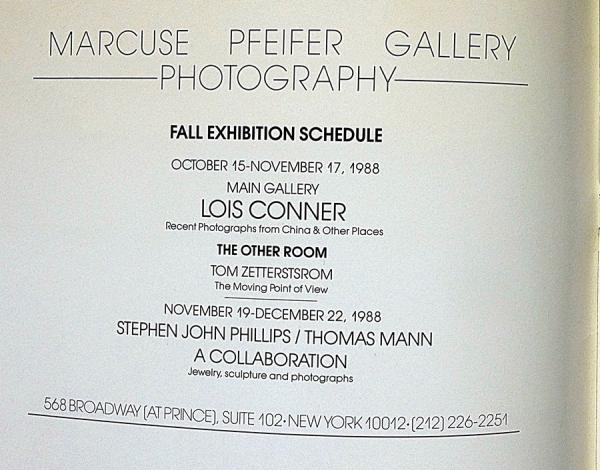 MARCUSE PFEIFER GALLERY
PHOTOGRAPHY
FALL EXHIBITION SCHEDULE
OCTOBER 15-NOVEMBER 17, 1988
MAIN GALLERY
LOIS CONNER
Recent Photographs from China & Other Places
THE OTHER ROOM
TOM ZETTERSTSROM
The Moving Point of View
NOVEMBER 19-DECEMBER 22, 1988
STEPHEN JOHN PHILLIPS / THOMAS MANN
A COLLABORATION
Jewelry, sculpture and photographs
568 BROADWAY (AT PRINCE), SUITE 102•NEW YORK 10012•(212) 226-2251